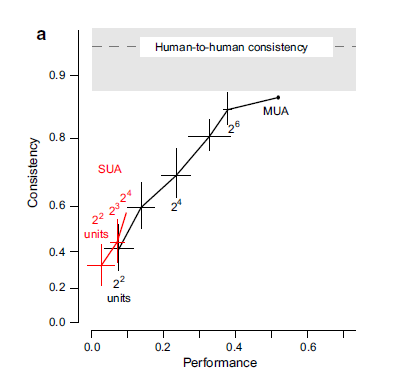 a
Human-to-human consistency
0.9
MUA
2^6
0.8
SUA
Consistency
2^4
2^3
2^2
units
0.6
2^4
0.4
2^2
units
0.2
0.0
0.0 0.2 0.4 0.6
Performance